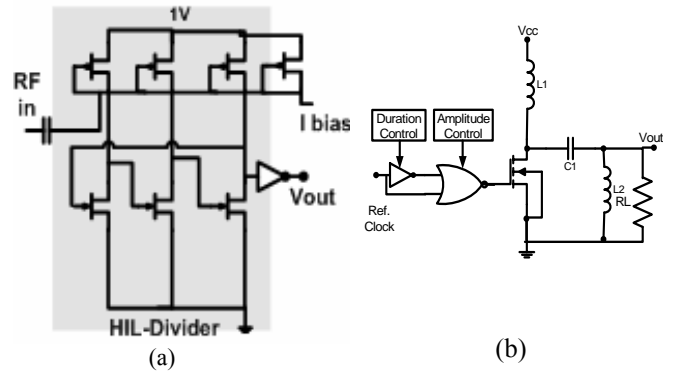 1V
RF
in
I bias
Vout
HIL-Divider
(a)
Vcc
L1
Duration
Control
Amplitude
Control
Vout
C1
L2
RL
Ref.
Clock
(b)